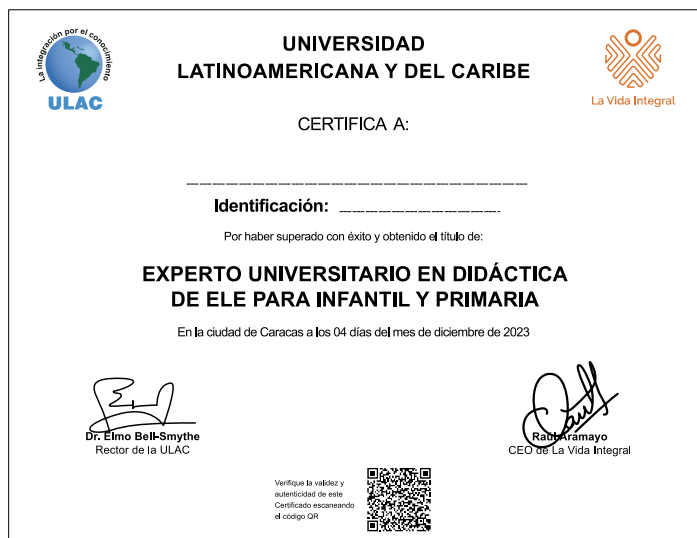 La integración por el conocimiento
ULAC
UNIVERSIDAD
LATINOAMERICANA Y DEL CARIBE
La Vida Integral
CERTIFICA A:
Identificación:
Por haber superado con éxito y obtenido el título de:
EXPERTO UNIVERSITARIO EN DIDÁCTICA
DE ELE PARA INFANTIL Y PRIMARIA
En la ciudad de Caracas a los 04 días del mes de diciembre de 2023
Dr. Elmo Bell-Smythe
Rector de la ULAC
Raúl Aramayo
CEO de La Vida Integral
Verifique la validez y
autenticidad de este
Certificado escaneando
el código QR